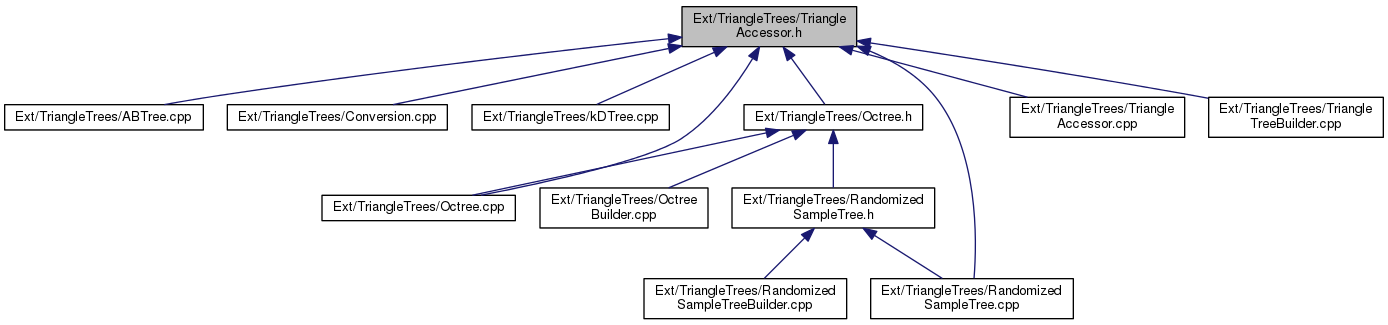 Ext/TriangleTrees/Triangle
Accessor.h
Ext/TriangleTrees/ABTree.cpp
Ext/TriangleTrees/Conversion.cpp
Ext/TriangleTrees/kDTree.cpp
Ext/TriangleTrees/Octree.h
Ext/TriangleTrees/Triangle
Accessor.cpp
Ext/TriangleTrees/Triangle
TreeBuilder.cpp
Ext/TriangleTrees/Octree.cpp
Ext/TriangleTrees/Octree
Builder.cpp
Ext/TriangleTrees/Randomized
SampleTree.h
Ext/TriangleTrees/Randomized
SampleTreeBuilder.cpp
Ext/TriangleTrees/Randomized
SampleTree.cpp